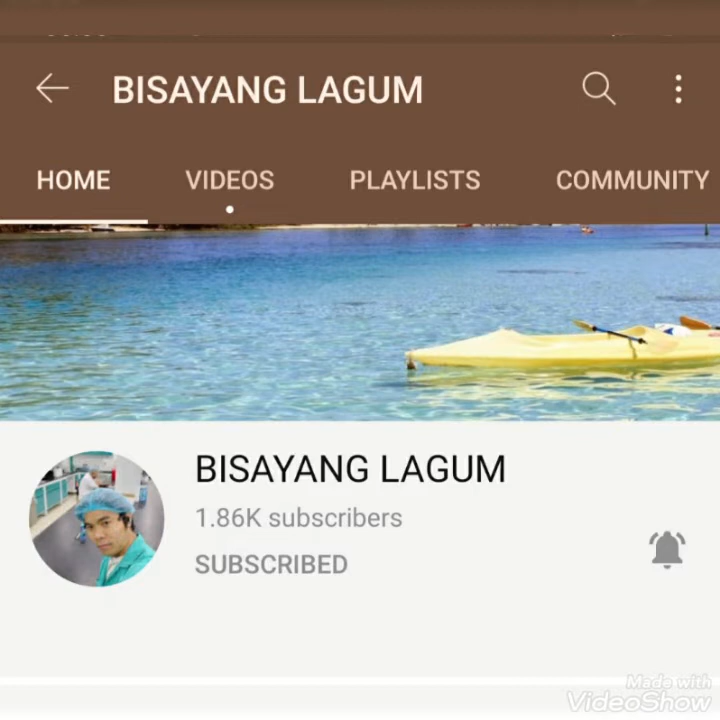 BISAYANG LAGUM
HOME VIDEOS PLAYLISTS COMMUNITY
BISAYANG LAGUM
1.86K subscribers
SUBSCRIBED
Made with
VideoShow